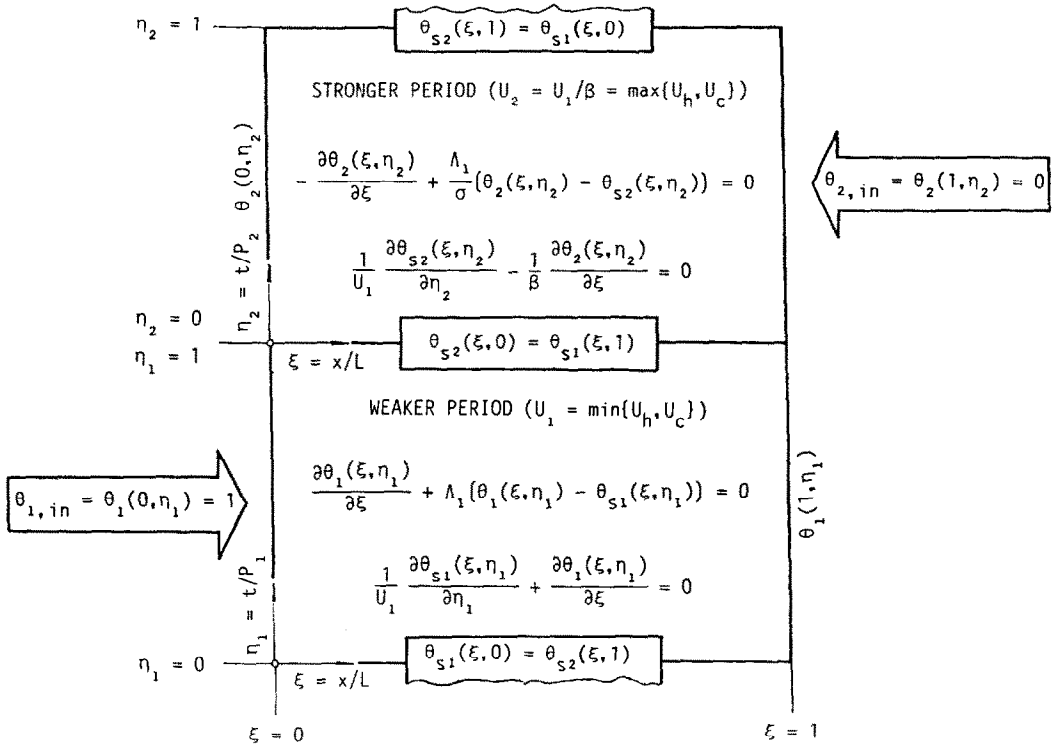 η₂ = 1
θₛ₂(ξ,1) = θₛ₁(ξ,0)
STRONGER PERIOD (U₂ = U₁/β = max{U_h,U_c})
- ∂θ₂(ξ,η₂)/∂ξ + Λ₁/σ [θ₂(ξ,η₂) - θₛ₂(ξ,η₂)] = 0
θ₂,in = θ₂(1,η₂) = 0
η₂ = t/P₂ θ₂(0,η₂)
1/U₁ ∂θₛ₂(ξ,η₂)/∂η₂ - 1/β ∂θ₂(ξ,η₂)/∂ξ = 0
η₂ = 0
η₁ = 1
ξ = x/L
θₛ₂(ξ,0) = θₛ₁(ξ,1)
WEAKER PERIOD (U₁ = min{U_h,U_c})
∂θ₁(ξ,η₁)/∂ξ + Λ₁[θ₁(ξ,η₁) - θₛ₁(ξ,η₁)] = 0
θ₁,in = θ₁(0,η₁) = 1
θ₁(1,η₁)
1/U₁ ∂θₛ₁(ξ,η₁)/∂η₁ + ∂θ₁(ξ,η₁)/∂ξ = 0
η₁ = t/P₁
η₁ = 0
ξ = x/L
θₛ₁(ξ,0) = θₛ₂(ξ,1)
ξ = 0
ξ = 1